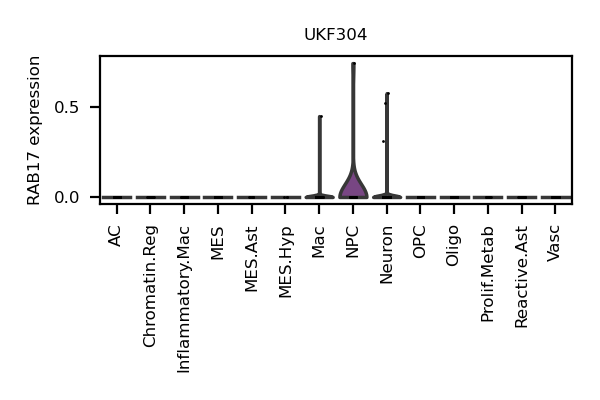 UKF304
RAB17 expression
0.5
0.0
AC
Chromatin.Reg
Inflammatory.Mac
MES
MES.Ast
MES.Hyp
Mac
NPC
Neuron
OPC
Oligo
Prolif.Metab
Reactive.Ast
Vasc